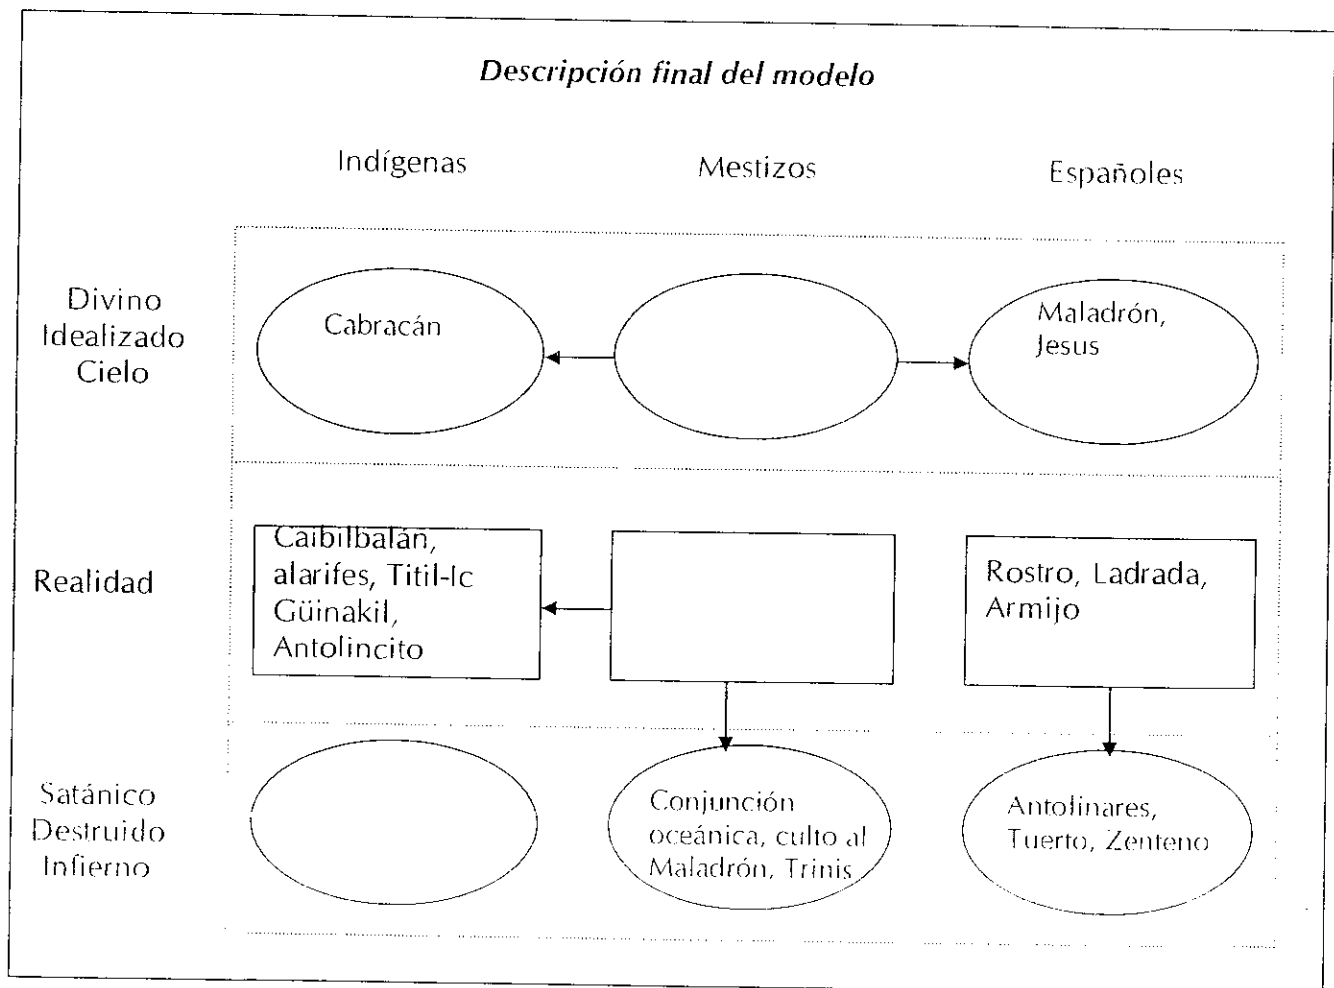 Descripción final del modelo
Indígenas
Mestizos
Españoles
Divino
Idealizado
Cielo
Cabracán
Maladrón,
Jesus
Realidad
Caibilbalán,
alarifes, Titil-Ic
Güinakil,
Antolincito
Rostro, Ladrada,
Armijo
Satánico
Destruido
Infierno
Conjunción
oceánica, culto al
Maladrón, Trinis
Antolinares,
Tuerto, Zenteno